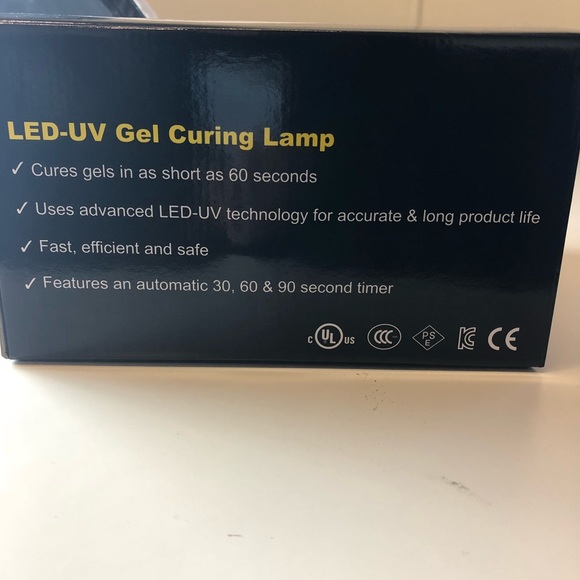 LED-UV Gel Curing Lamp
✓ Cures gels in as short as 60 seconds
✓ Uses advanced LED-UV technology for accurate & long product life
✓ Fast, efficient and safe
✓ Features an automatic 30, 60 & 90 second timer
C UL US CCC PS E KC CE